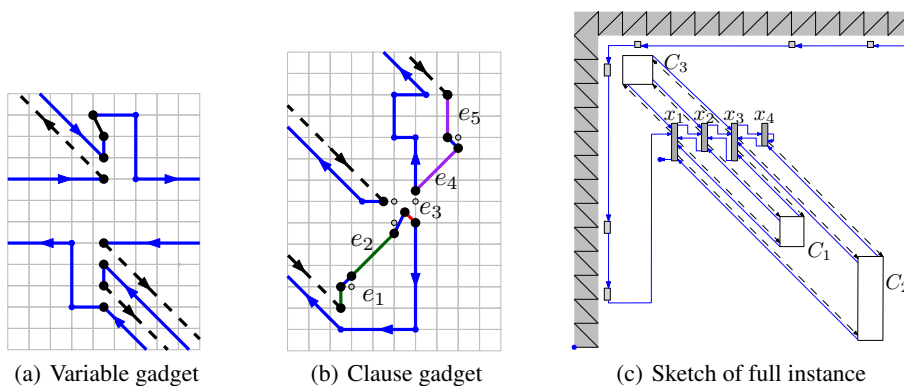 e₅
e₄
e₃
e₂
e₁
C₃
x₁ x₂ x₃ x₄
C₁
C₂
(a) Variable gadget
(b) Clause gadget
(c) Sketch of full instance